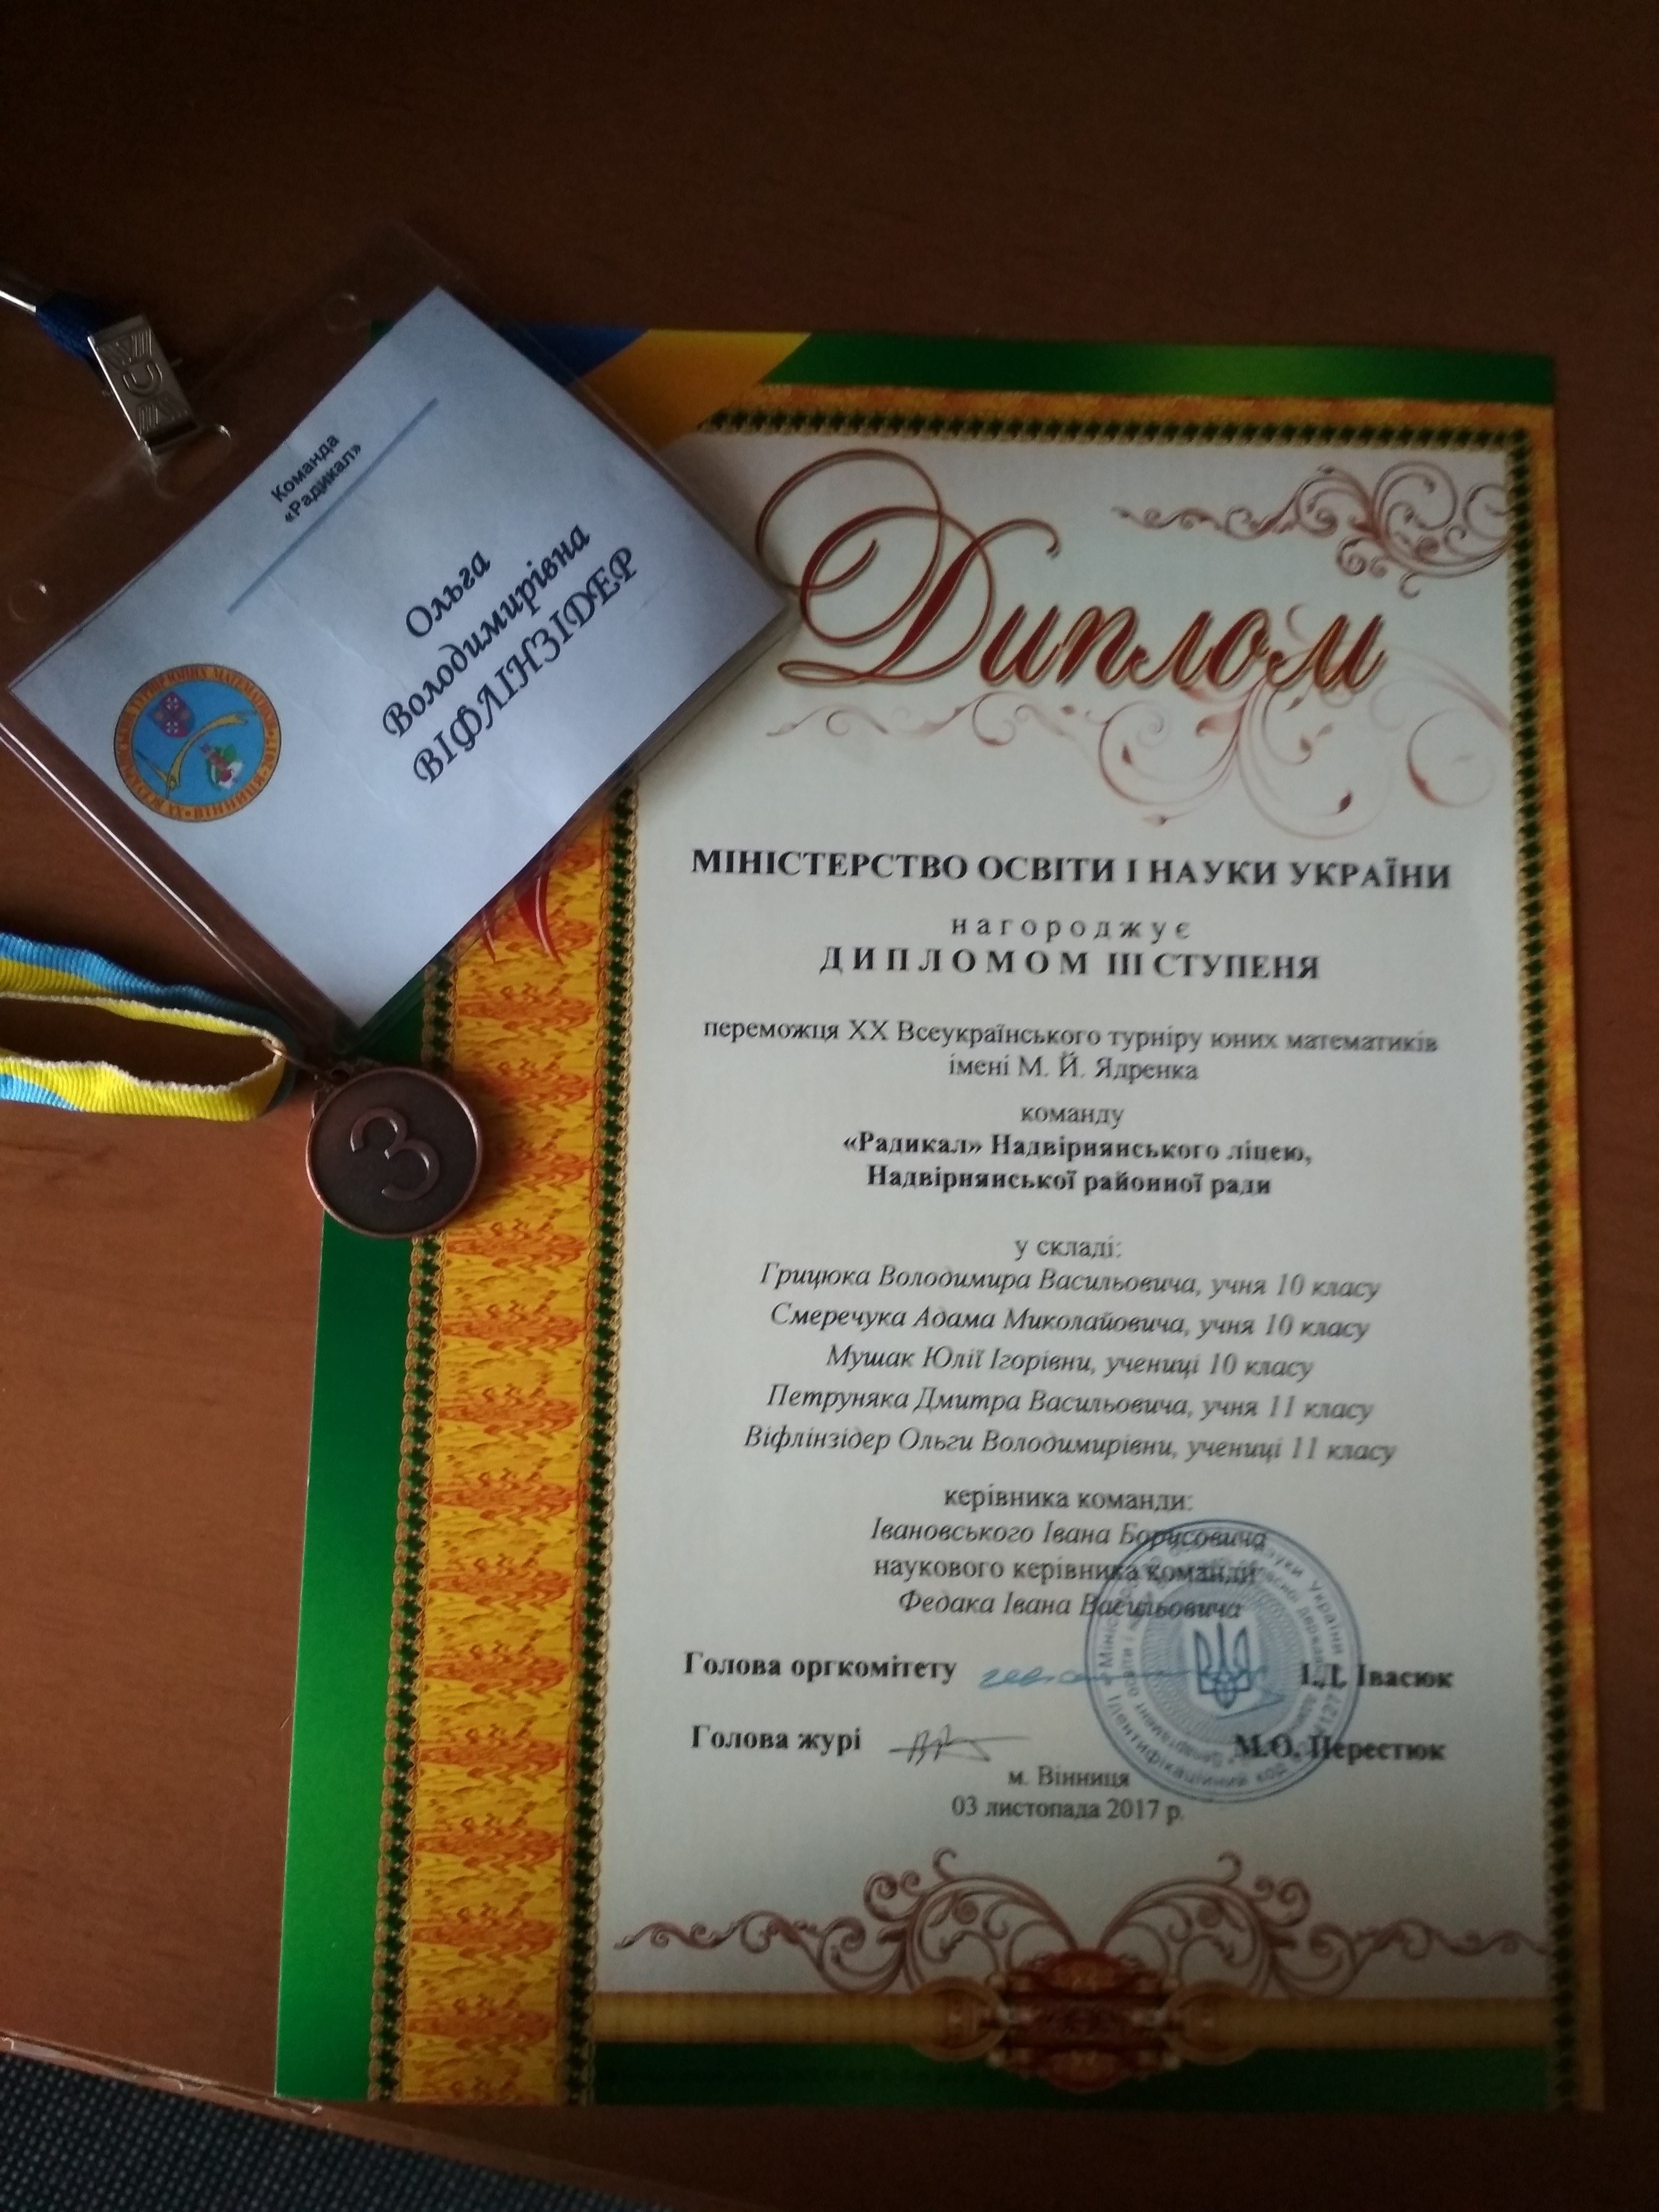 Команда
«Радикал»
Ольга
Володимирівна
ВІФЛІНЗІДЕР
3
Диплом
МІНІСТЕРСТВО ОСВІТИ І НАУКИ УКРАЇНИ
нагороджує
ДИПЛОМОМ ІІІ СТУПЕНЯ
переможця ХХ Всеукраїнського турніру юних математиків
імені М. Й. Ядренка
команду
«Радикал» Надвірнянського ліцею,
Надвірнянської районної ради
у складі:
Грицюка Володимира Васильовича, учня 10 класу
Смеречука Адама Миколайовича, учня 10 класу
Мушак Юлії Ігорівни, учениці 10 класу
Петруняка Дмитра Васильовича, учня 11 класу
Віфлінзідер Ольги Володимирівни, учениці 11 класу
керівника команди:
Івановського Івана Борисовича
наукового керівника команди
Федака Івана Васильовича
Голова оргкомітету І.Д. Івасюк
Голова журі М.О. Перестюк
м. Вінниця
03 листопада 2017 р.